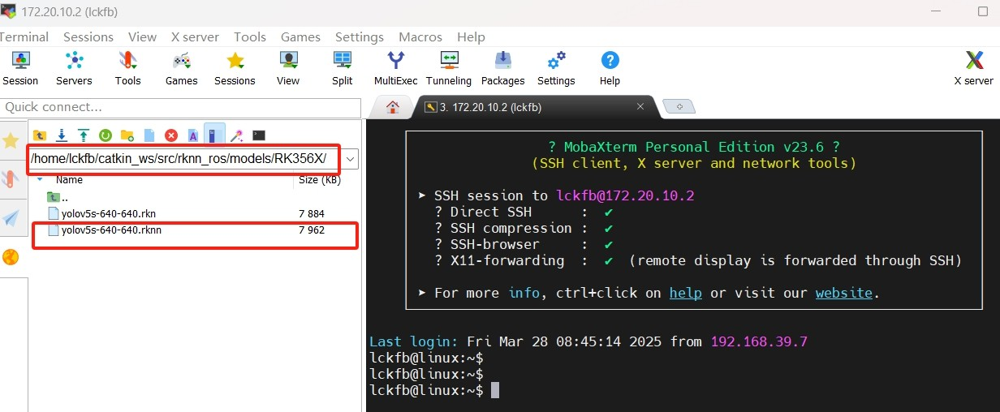 172.20.10.2 (lckfb)
Terminal Sessions View X server Tools Games Settings Macros Help
Session Servers Tools Games Sessions View Split MultiExec Tunneling Packages Settings Help X server
Quick connect...
3. 172.20.10.2 (lckfb)
/home/lckfb/catkin_ws/src/rknn_ros/models/RK356X/
Name Size (KB)
..
yolov5s-640-640.rkn 7 884
yolov5s-640-640.rknn 7 962
? MobaXterm Personal Edition v23.6 ?
(SSH client, X server and network tools)
➤ SSH session to lckfb@172.20.10.2
? Direct SSH : ✔
? SSH compression : ✔
? SSH-browser : ✔
? X11-forwarding : ✔ (remote display is forwarded through SSH)
➤ For more info, ctrl+click on help or visit our website.
Last login: Fri Mar 28 08:45:14 2025 from 192.168.39.7
lckfb@linux:~$
lckfb@linux:~$
lckfb@linux:~$